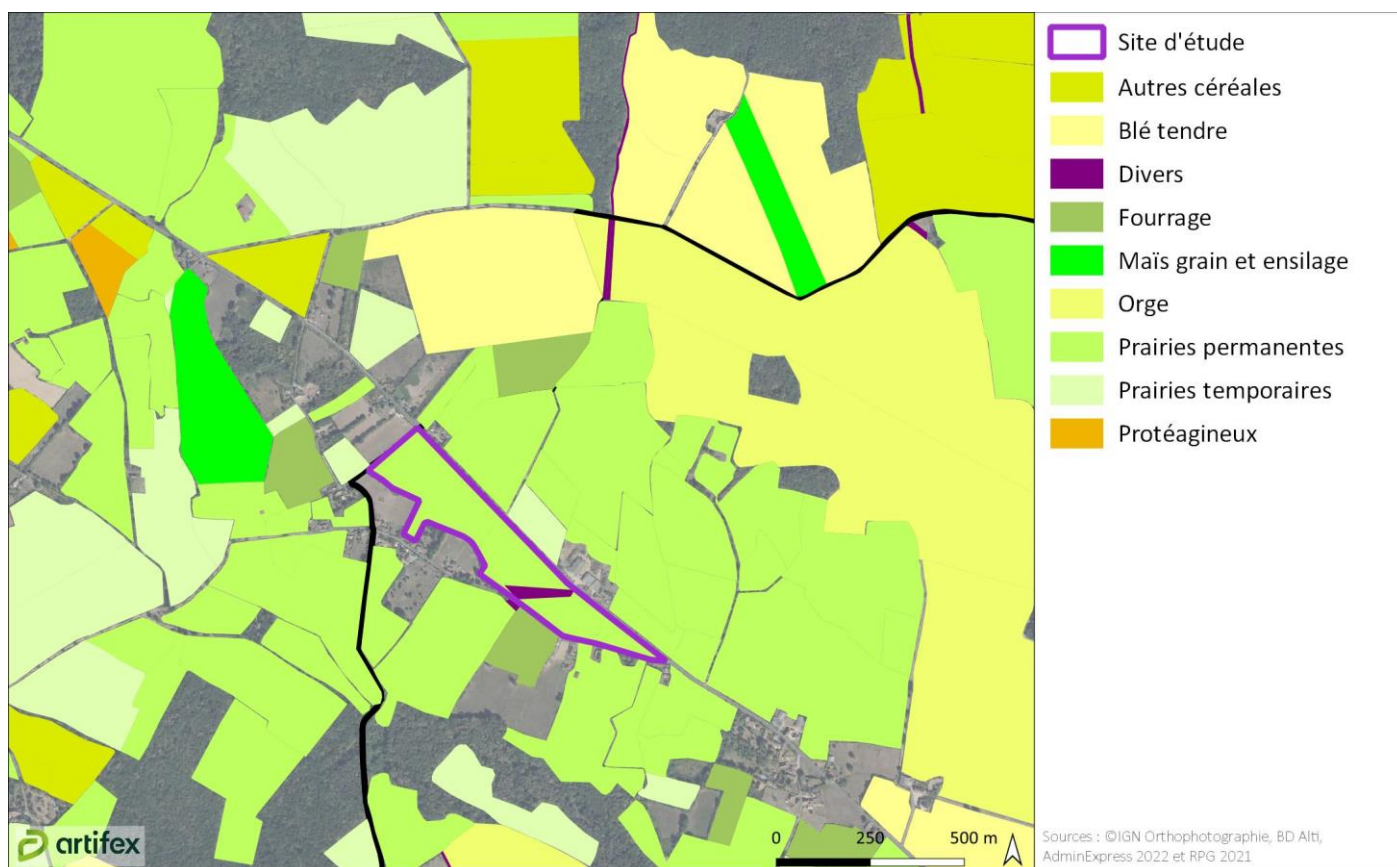 Site d'étude
Autres céréales
Blé tendre
Divers
Fourrage
Maïs grain et ensilage
Orge
Prairies permanentes
Prairies temporaires
Protéagineux
artifex
0 250 500 m
Sources : ©IGN Orthophotographie, BD Alti,
AdminExpress 2022 et RPG 2021